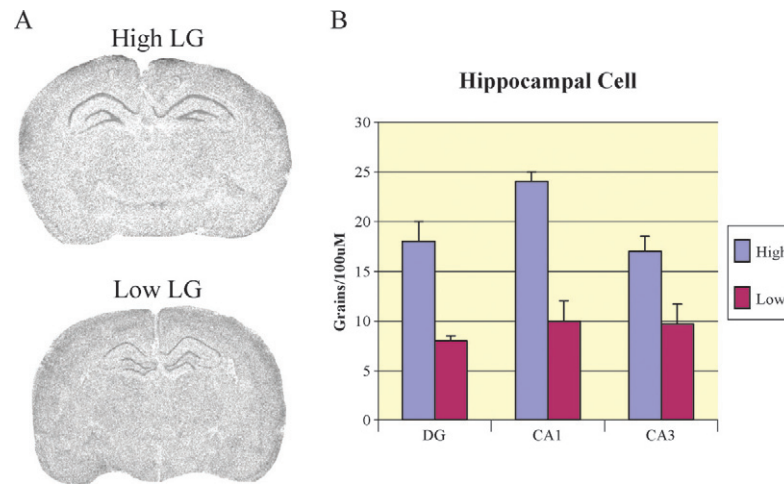 A
High LG
Low LG
B
Hippocampal Cell
Grains/100uM
30
25
20
15
10
5
0
DG
CA1
CA3
High
Low